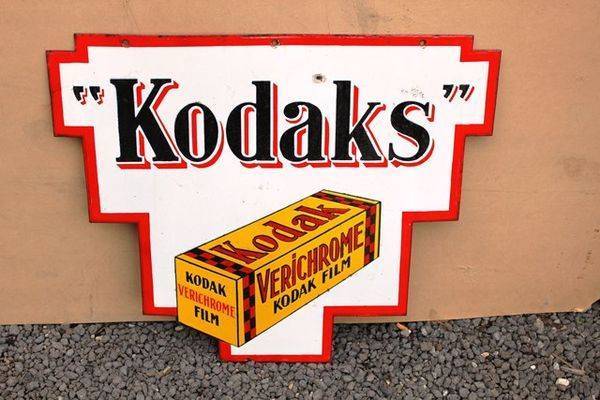 "Kodaks"
Kodak
VERiCHROME
KODAK FILM
KODAK
VERICHROME
FILM